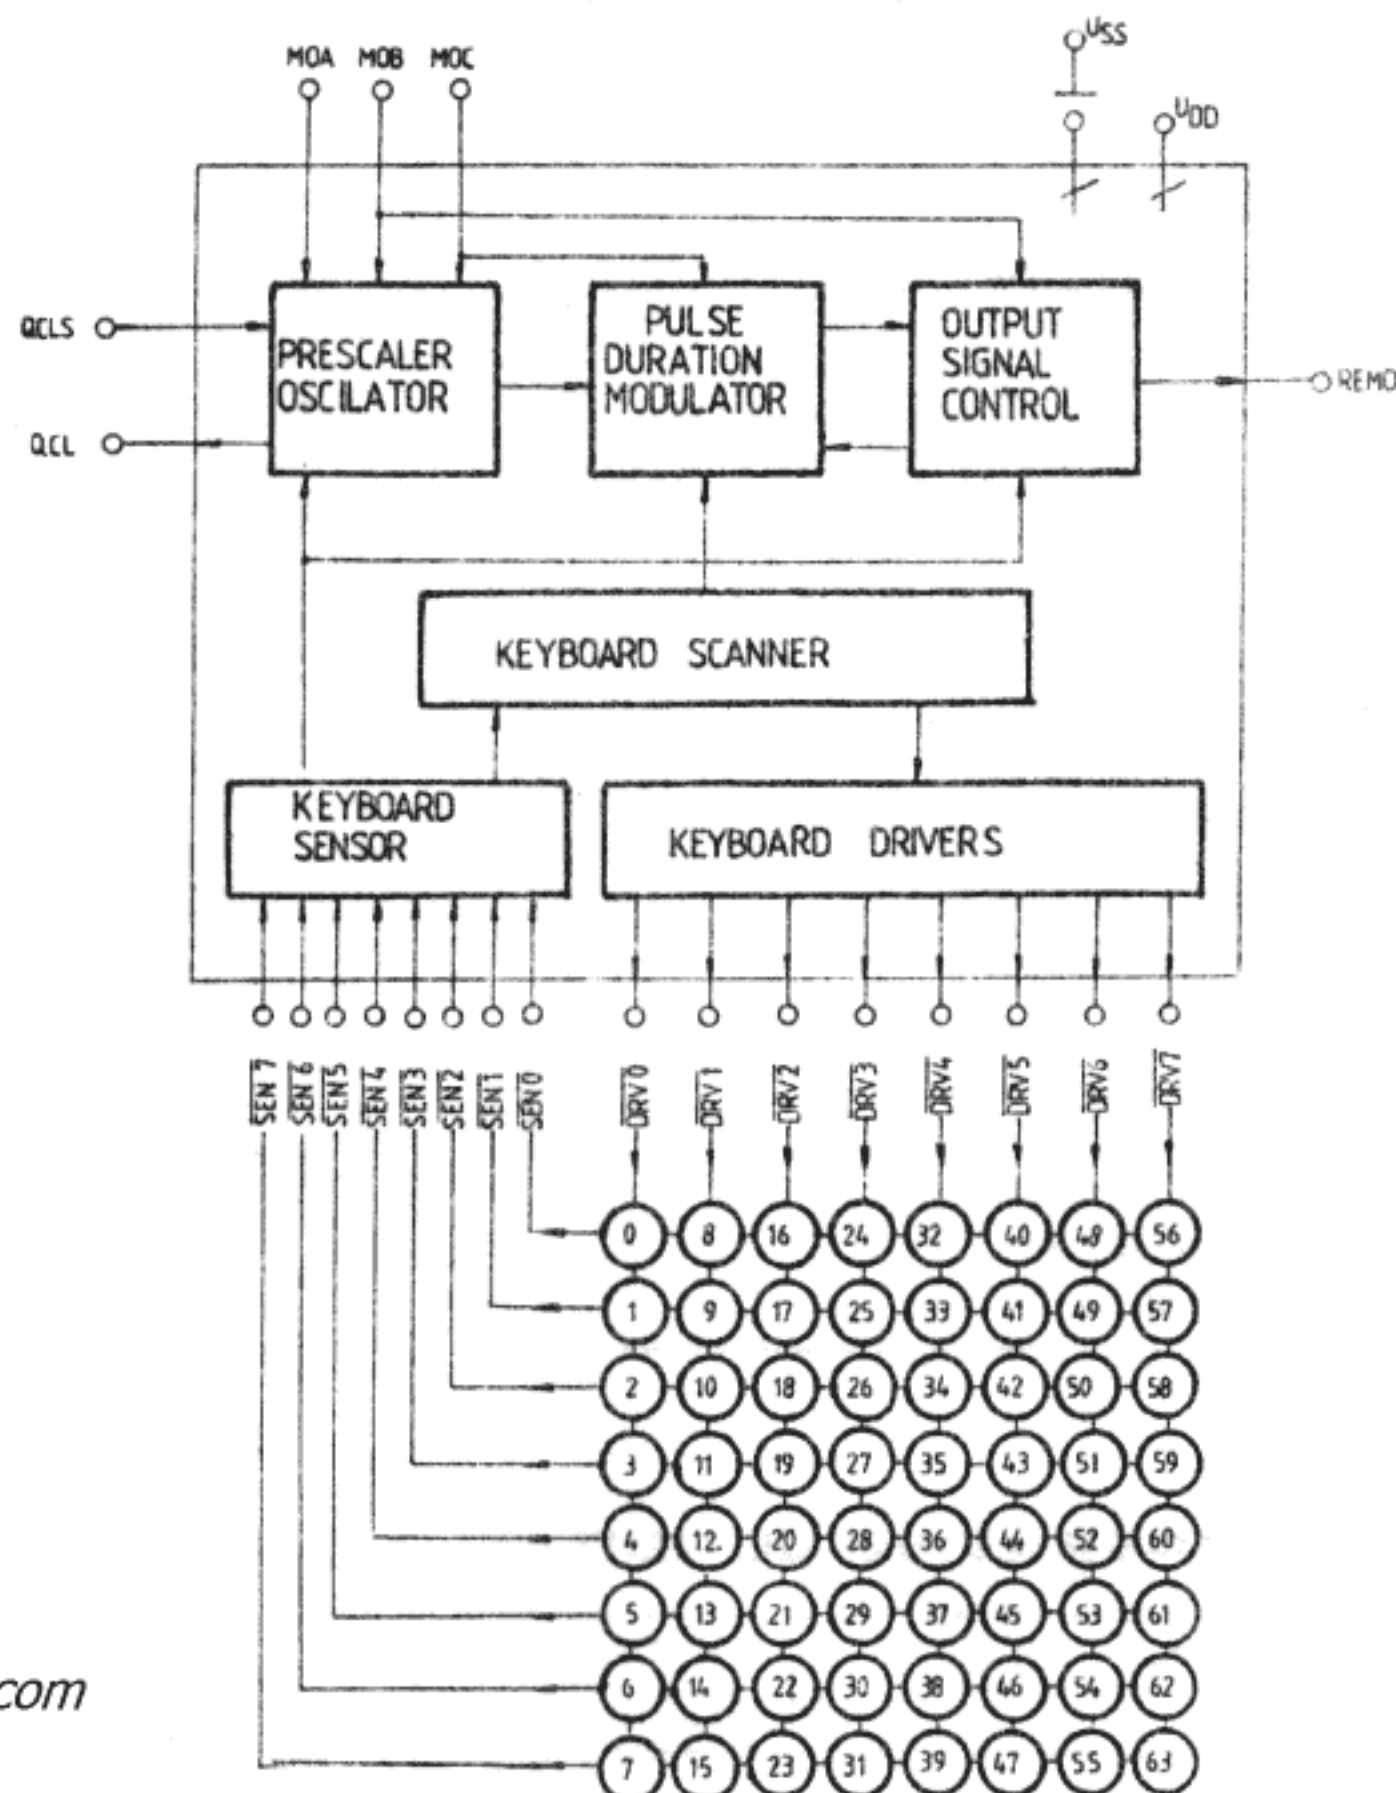 MOA MOB MOC
USS
UDD
QCLS
QCL
PRESCALER
OSCILATOR
PULSE
DURATION
MODULATOR
OUTPUT
SIGNAL
CONTROL
REMO
KEYBOARD SCANNER
KEYBOARD
SENSOR
KEYBOARD DRIVERS
SEN7 SEN6 SEN5 SEN4 SEN3 SEN2 SEN1 SEN0 DRV0 DRV1 DRV2 DRV3 DRV4 DRV5 DRV6 DRV7
0 8 16 24 32 40 48 56
1 9 17 25 33 41 49 57
2 10 18 26 34 42 50 58
3 11 19 27 35 43 51 59
4 12. 20 28 36 44 52 60
5 13 21 29 37 45 53 61
6 14 22 30 38 46 54 62
7 15 23 31 39 47 55 63
com